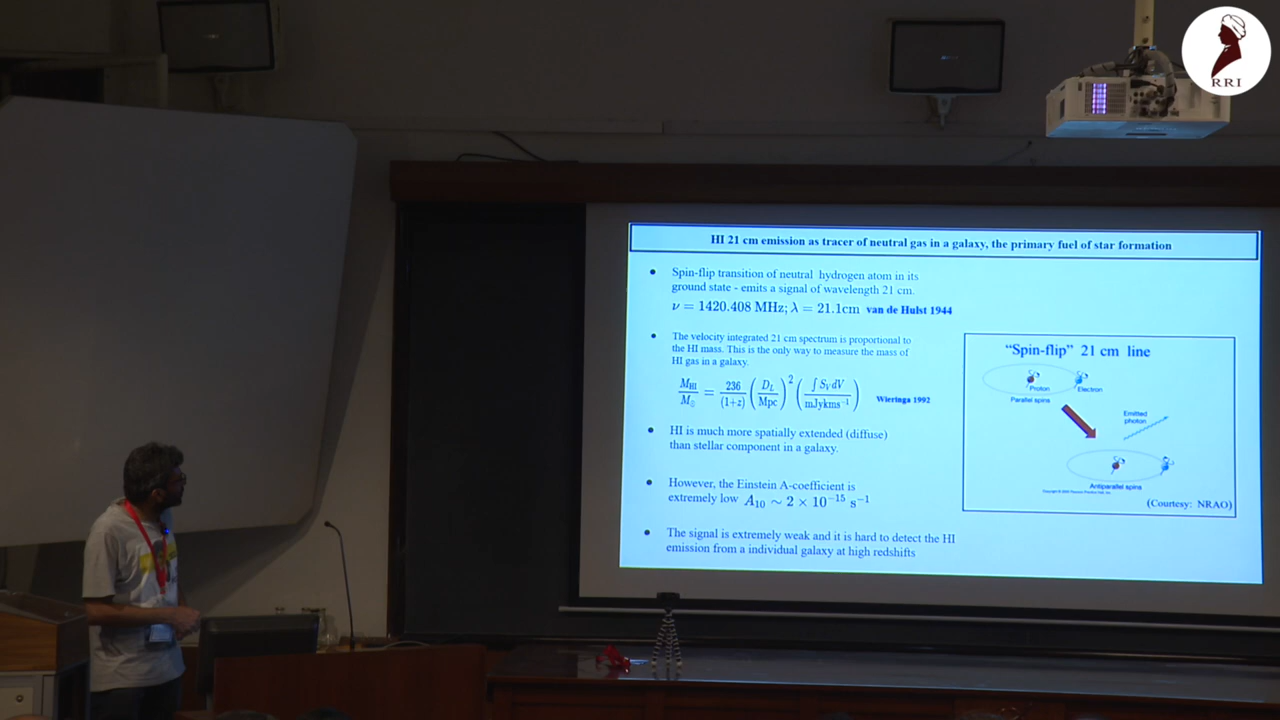 RRI
HI 21 cm emission as tracer of neutral gas in a galaxy, the primary fuel of star formation
• Spin-flip transition of neutral hydrogen atom in its
ground state - emits a signal of wavelength 21 cm.
ν = 1420.408 MHz; λ = 21.1cm van de Hulst 1944
• The velocity integrated 21 cm spectrum is proportional to
the HI mass. This is the only way to measure the mass of
HI gas in a galaxy.
M_HI / M_☉ = 236 / (1+z) (D_L / Mpc)² (∫ S_V dV / mJykms⁻¹) Wieringa 1992
• HI is much more spatially extended (diffuse)
than stellar component in a galaxy.
• However, the Einstein A-coefficient is
extremely low A₁₀ ∼ 2 × 10⁻¹⁵ s⁻¹
• The signal is extremely weak and it is hard to detect the HI
emission from a individual galaxy at high redshifts
“Spin-flip” 21 cm line
Proton
Electron
Parallel spins
Emitted
photon
Antiparallel spins
(Courtesy: NRAO)